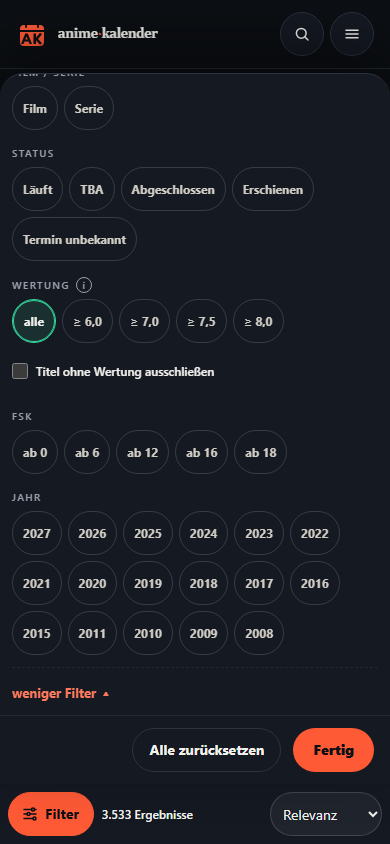 AK
anime·kalender
FILM / SERIE
Film Serie
STATUS
Läuft TBA Abgeschlossen Erschienen
Termin unbekannt
WERTUNG i
alle ≥ 6,0 ≥ 7,0 ≥ 7,5 ≥ 8,0
Titel ohne Wertung ausschließen
FSK
ab 0 ab 6 ab 12 ab 16 ab 18
JAHR
2027 2026 2025 2024 2023 2022
2021 2020 2019 2018 2017 2016
2015 2011 2010 2009 2008
weniger Filter
Alle zurücksetzen Fertig
Filter 3.533 Ergebnisse Relevanz